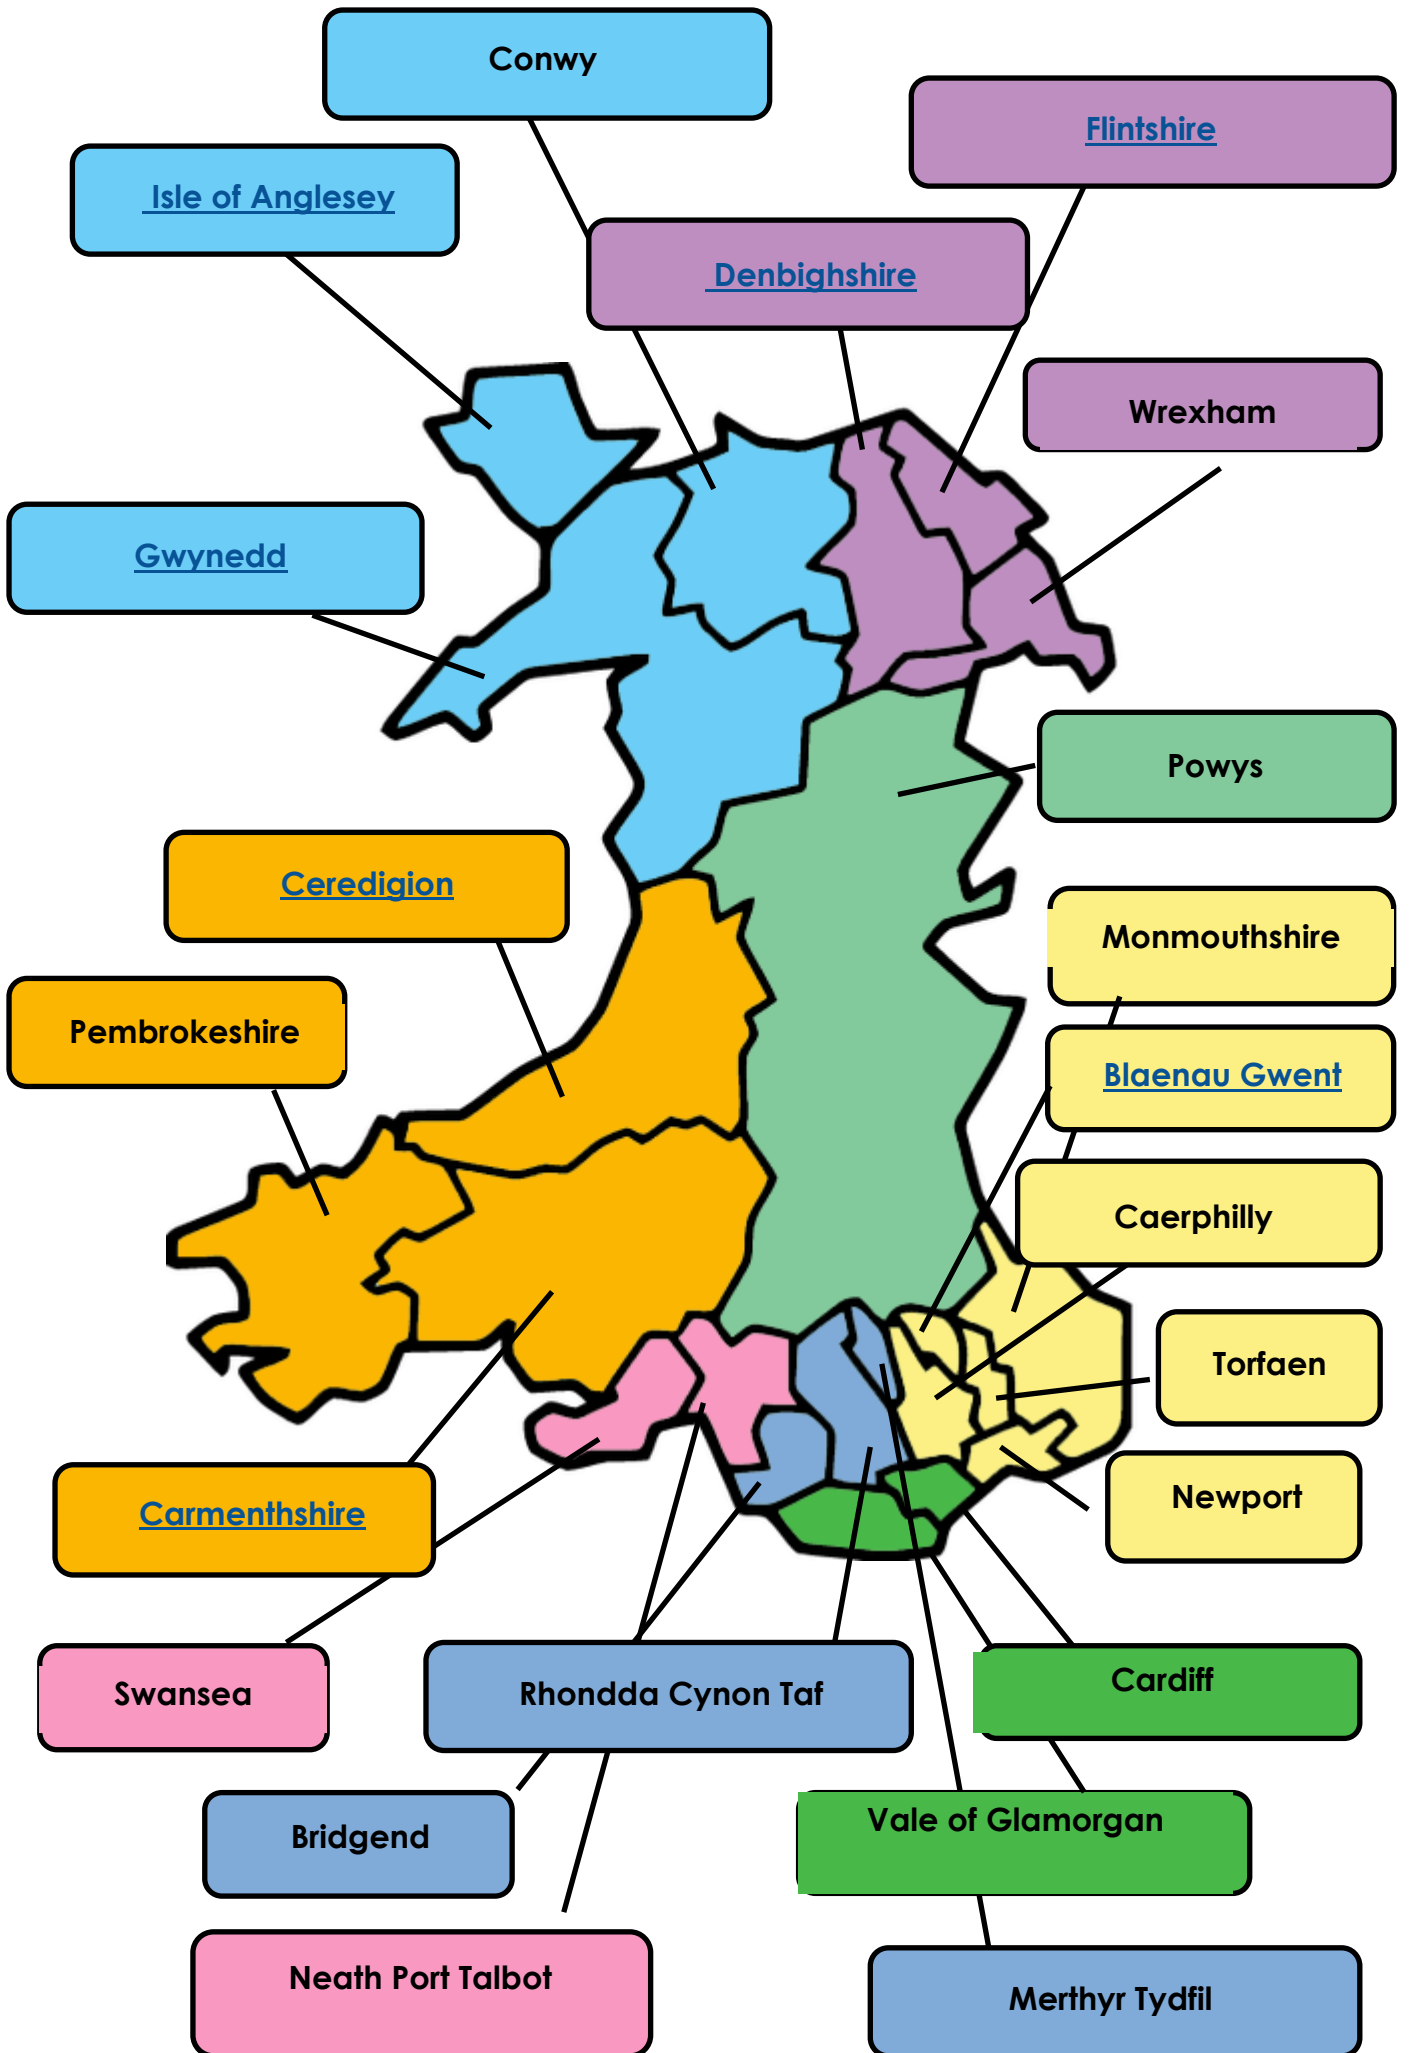 Conwy
Flintshire
Isle of Anglesey
Denbighshire
Wrexham
Gwynedd
Powys
Ceredigion
Monmouthshire
Pembrokeshire
Blaenau Gwent
Caerphilly
Torfaen
Newport
Carmenthshire
Cardiff
Swansea
Rhondda Cynon Taf
Vale of Glamorgan
Bridgend
Neath Port Talbot
Merthyr Tydfil